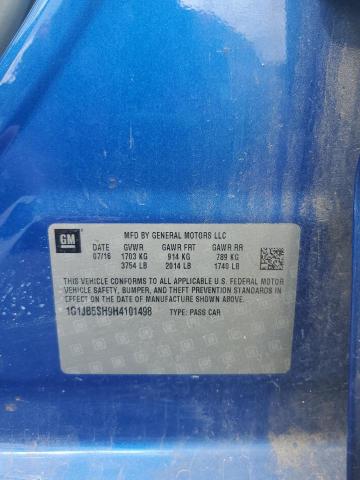 GM
MFD BY GENERAL MOTORS LLC
DATE GVWR GAWR FRT GAWR RR
07/16 1703 KG 914 KG 789 KG
3754 LB 2014 LB 1740 LB
THIS VEHICLE CONFORMS TO ALL APPLICABLE U.S. FEDERAL MOTOR
VEHICLE SAFETY, BUMPER, AND THEFT PREVENTION STANDARDS IN
EFFECT ON THE DATE OF MANUFACTURE SHOWN ABOVE.
1G1JB5SH9H4101498 TYPE: PASS CAR